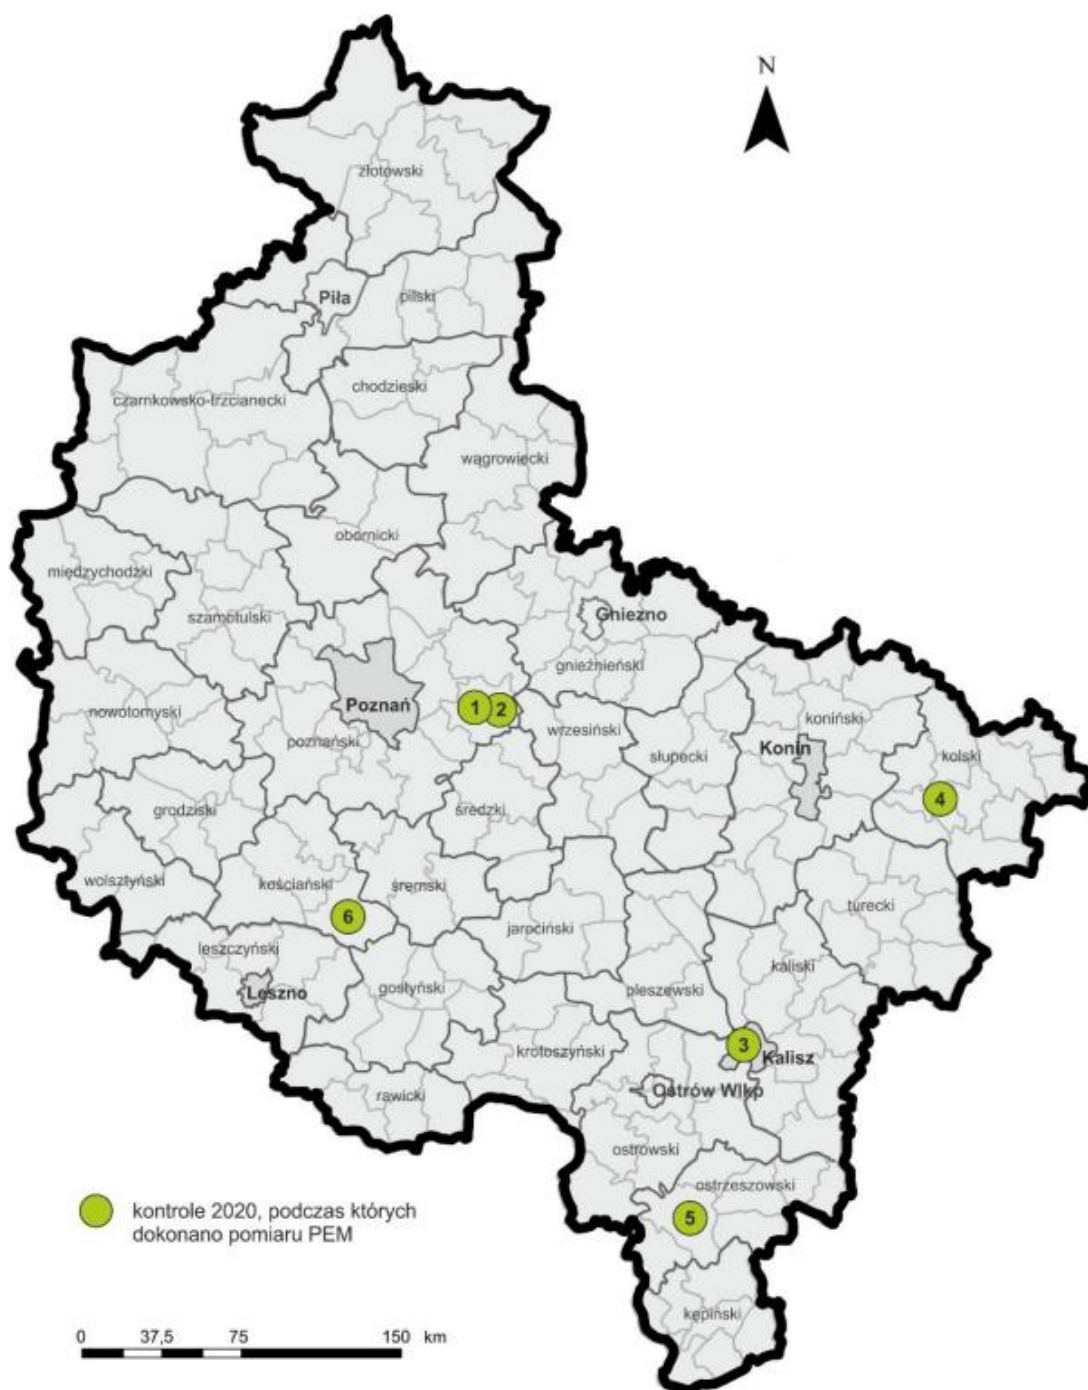 N
złotowski
Piła
pilski
chodzieski
czarnkowsko-trzcianecki
wągrowiecki
obornicki
międzychodzki
szamotulski
Gniezno
gnieźnieński
Poznań
1
2
nowotomyski
poznański
wrzesiński
koniński
słupecki
Konin
kolski
4
grodziski
średzki
wolsztyński
kościański
śremski
6
turecki
jarociński
leszczyński
kaliski
Leszno
gostyński
pleszewski
3
krotoszyński
Kalisz
Ostrów Wlkp
rawicki
ostrowski
ostrzeszowski
5
kontrole 2020, podczas których
dokonano pomiaru PEM
kępiński
0 37,5 75 150 km